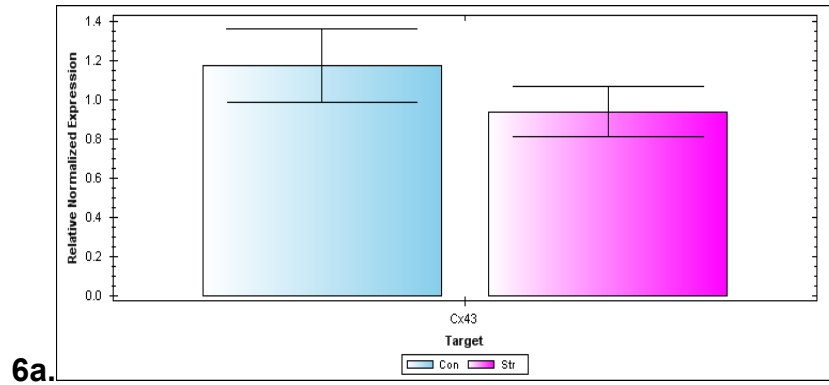 1.4
1.2
1.0
0.8
0.6
0.4
0.2
0.0
Relative Normalized Expression
Cx43
Target
Con Str
6a.